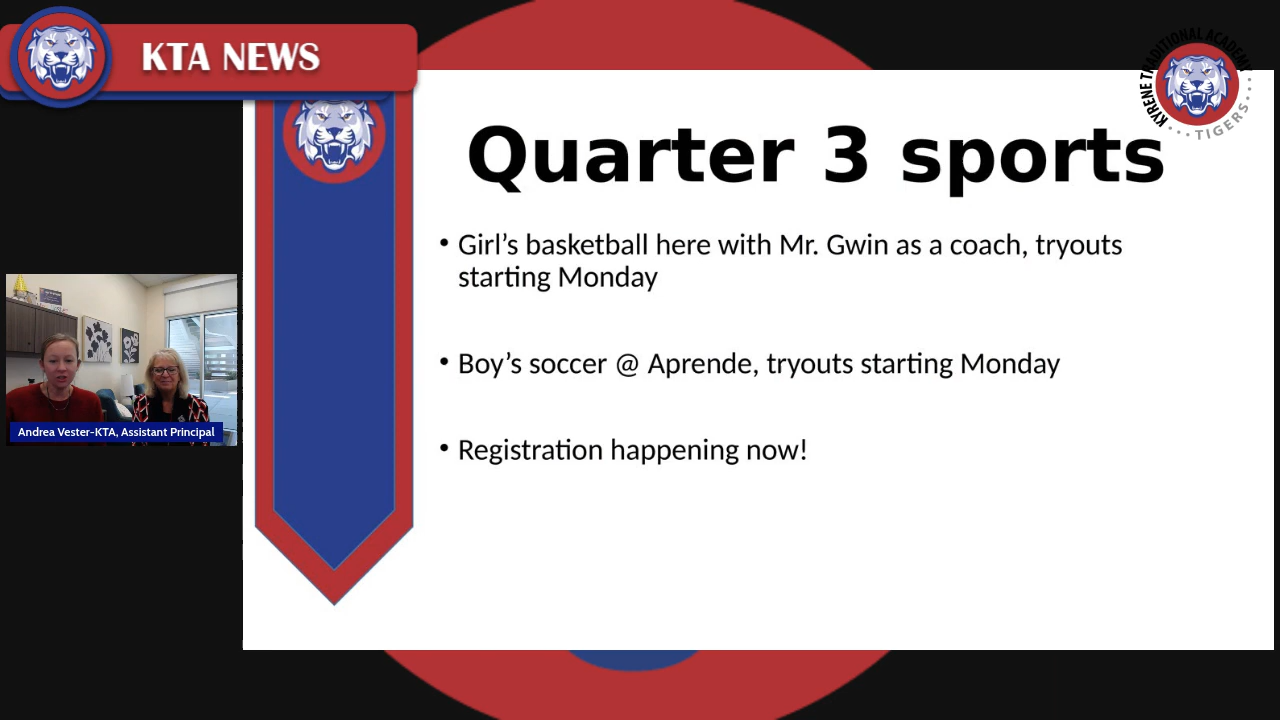 KTA NEWS
KYRENE TRADITIONAL ACADEMY
TIGERS
Quarter 3 sports
• Girl’s basketball here with Mr. Gwin as a coach, tryouts
starting Monday
• Boy’s soccer @ Aprende, tryouts starting Monday
• Registration happening now!
Andrea Vester-KTA, Assistant Principal